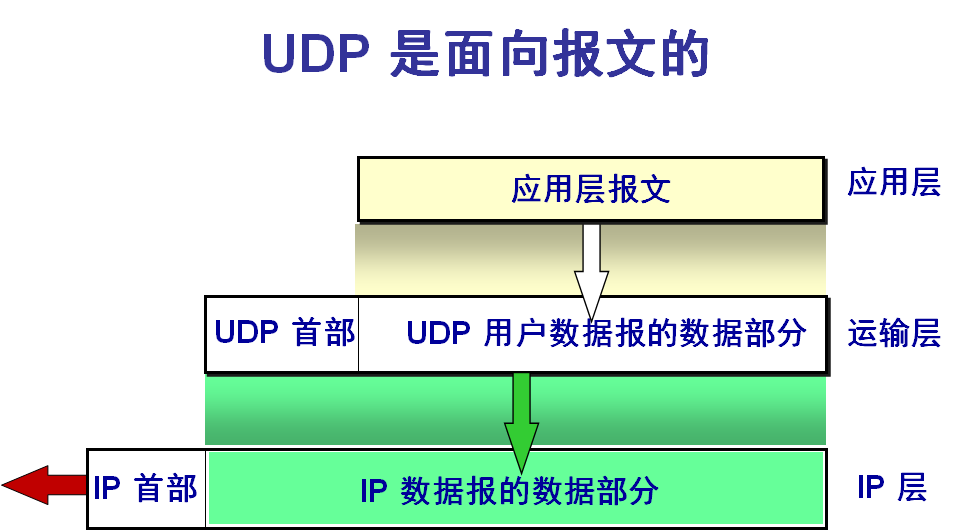 UDP 是面向报文的
应用层报文
应用层
UDP 首部
UDP 用户数据报的数据部分
运输层
IP 首部
IP 数据报的数据部分
IP 层